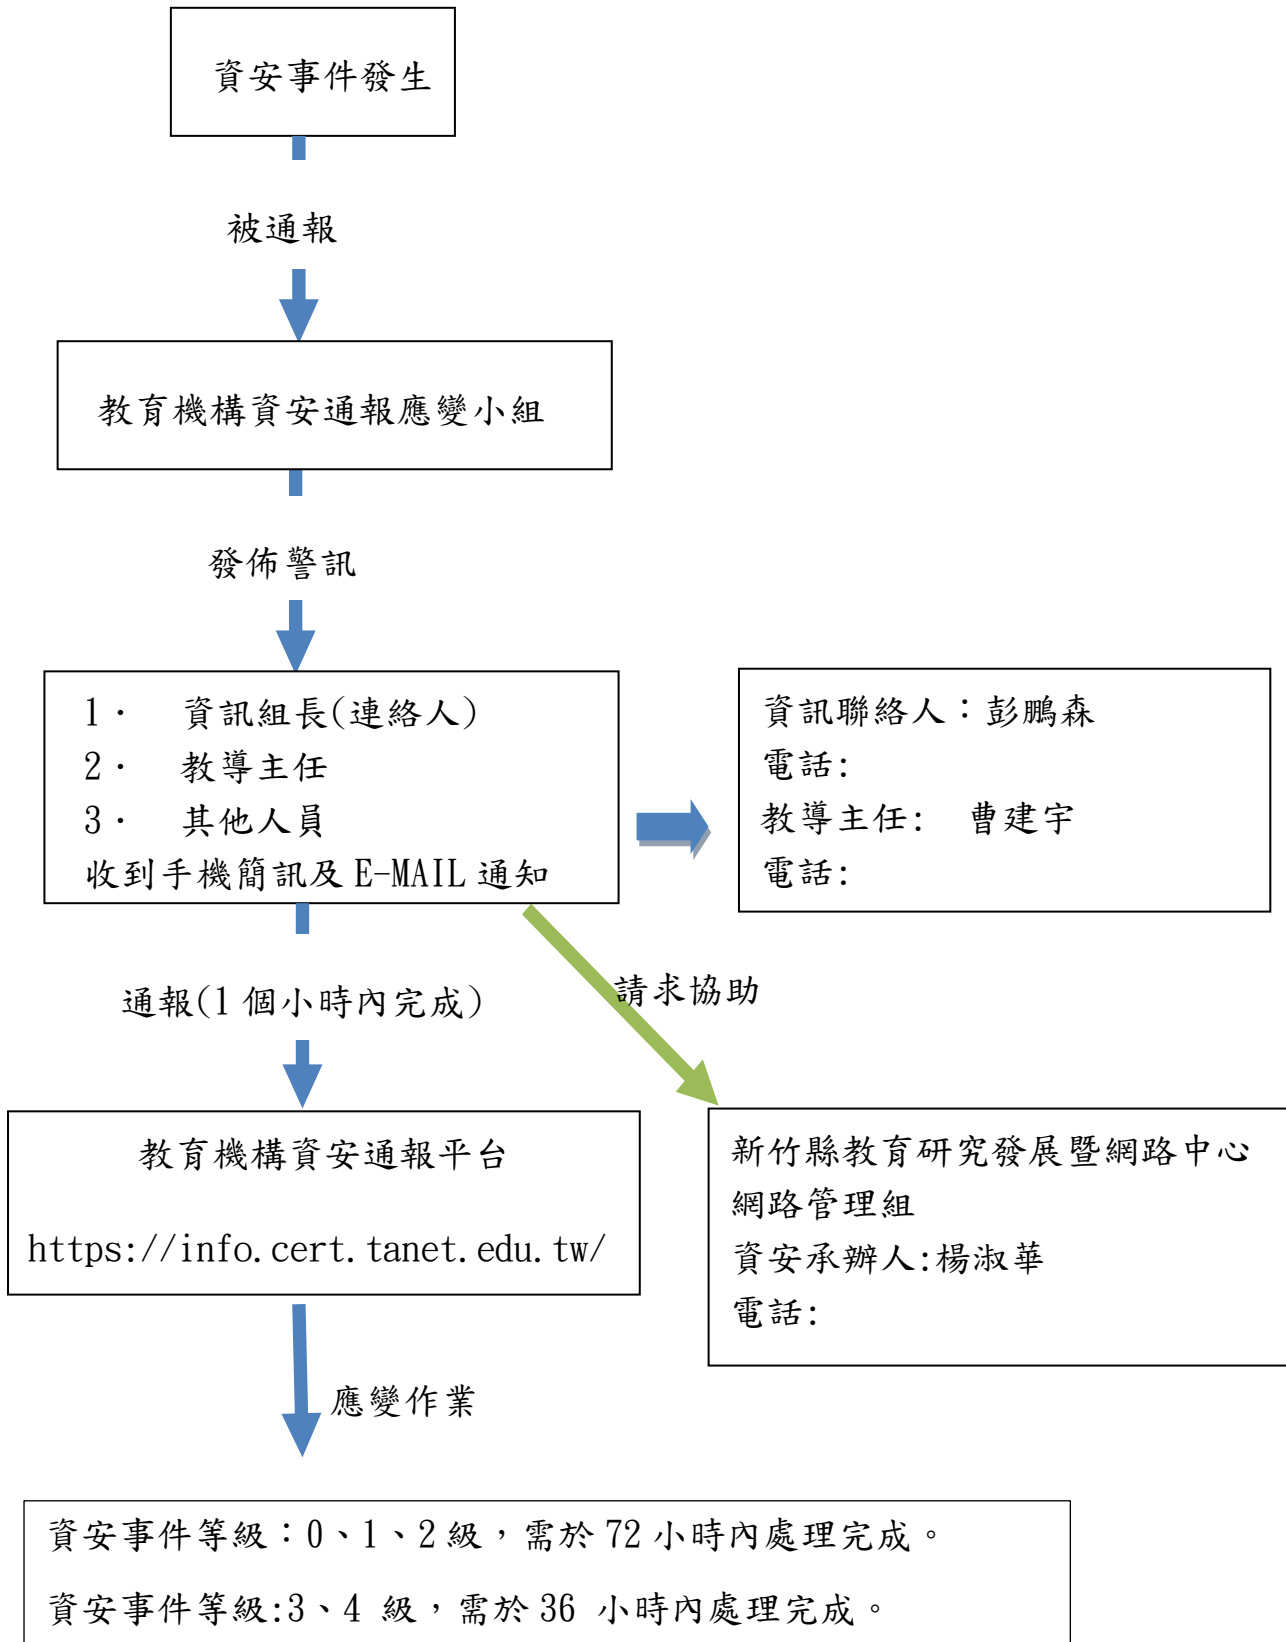 資安事件發生
被通報
教育機構資安通報應變小組
發佈警訊
1. 資訊組長(連絡人)
2. 教導主任
3. 其他人員
收到手機簡訊及 E-MAIL 通知
資訊聯絡人：彭鵬森
電話:
教導主任: 曹建宇
電話:
通報(1 個小時內完成)
請求協助
教育機構資安通報平台
https://info.cert.tanet.edu.tw/
新竹縣教育研究發展暨網路中心
網路管理組
資安承辦人:楊淑華
電話:
應變作業
資安事件等級：0、1、2 級，需於 72 小時內處理完成。
資安事件等級:3、4 級，需於 36 小時內處理完成。